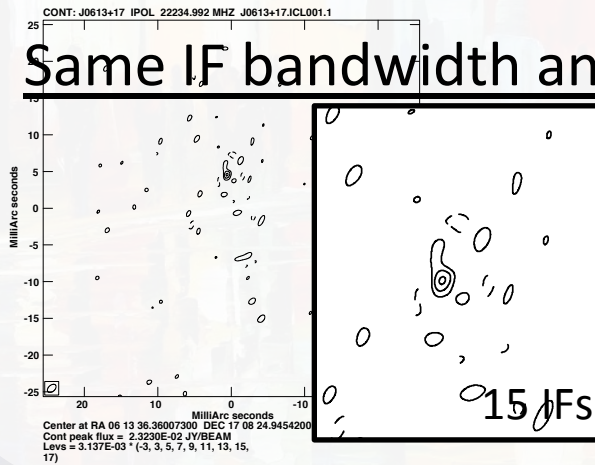 CONT: J0613+17 IPOL 22234.992 MHZ J0613+17.ICL001.1
Same IF bandwidth an
25
20
15
10
5
0
-5
-10
-15
-20
-25
MilliArc seconds
20
10
0
-10
MilliArc seconds
15 IFs
Center at RA 06 13 36.36007300 DEC 17 08 24.9454200
Cont peak flux = 2.3230E-02 JY/BEAM
Levs = 3.137E-03 * (-3, 3, 5, 7, 9, 11, 13, 15,
17)